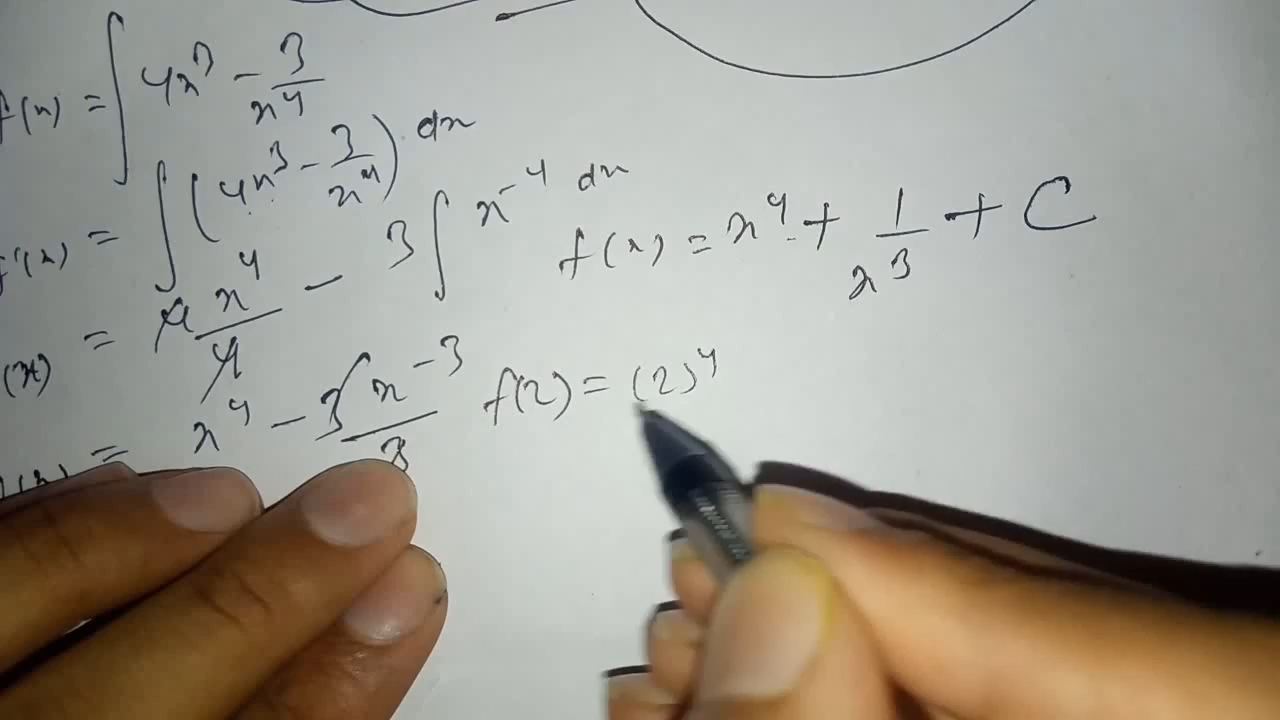 f(x) = ∫ 4x³ - 3/x⁴
f'(x) = ∫ (4x³ - 3/x⁴) dx
(x) = 4 x⁴/4 - 3 ∫ x⁻⁴ dx
= x⁴ - 3 x⁻³/3
f(x) = x⁴ + 1/x³ + C
f(2) = (2)⁴